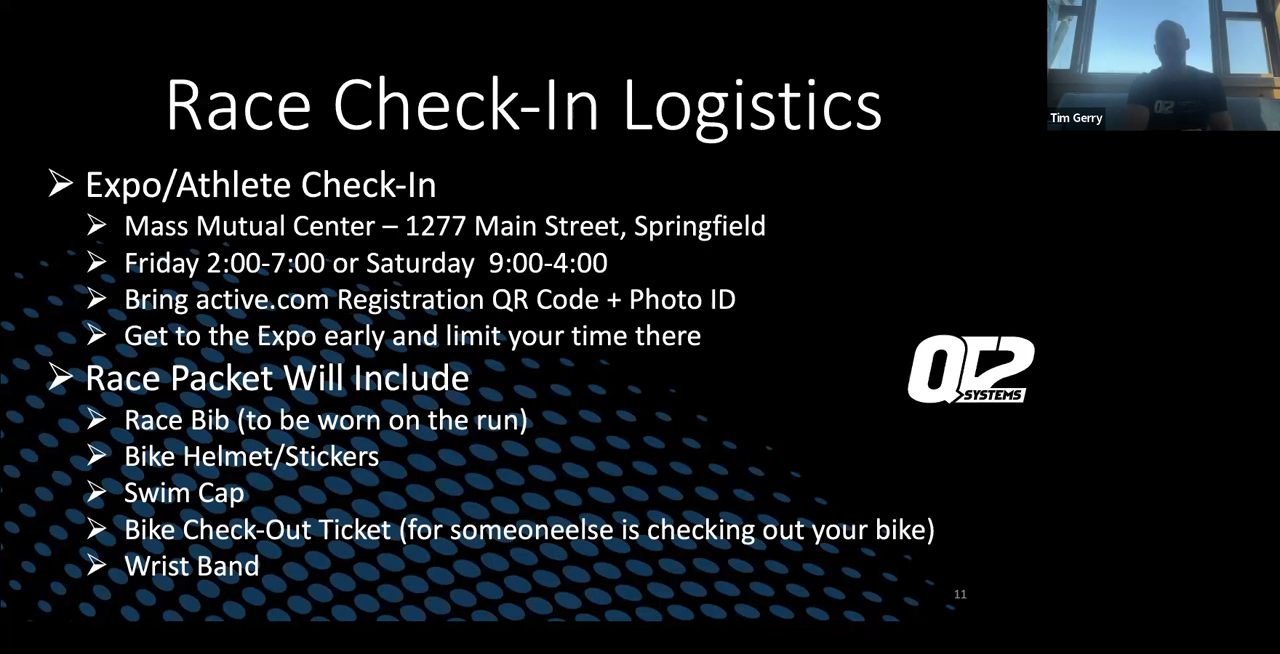 Race Check-In Logistics
Tim Gerry
Expo/Athlete Check-In
Mass Mutual Center – 1277 Main Street, Springfield
Friday 2:00-7:00 or Saturday  9:00-4:00
Bring active.com Registration QR Code + Photo ID
Get to the Expo early and limit your time there
QT2
SYSTEMS
Race Packet Will Include
Race Bib (to be worn on the run)
Bike Helmet/Stickers
Swim Cap
Bike Check-Out Ticket (for someoneelse is checking out your bike)
Wrist Band
11